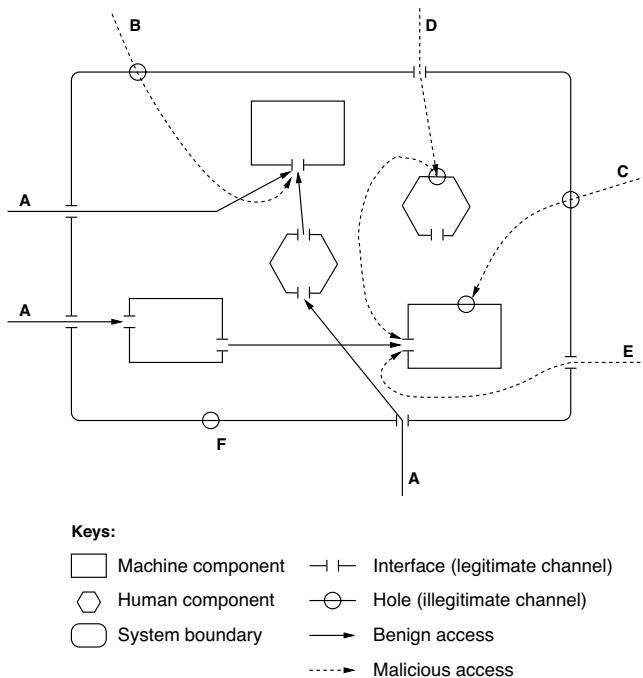 B
D
C
A
A
E
F
A
Keys:
Machine component
Interface (legitimate channel)
Human component
Hole (illegitimate channel)
System boundary
Benign access
Malicious access